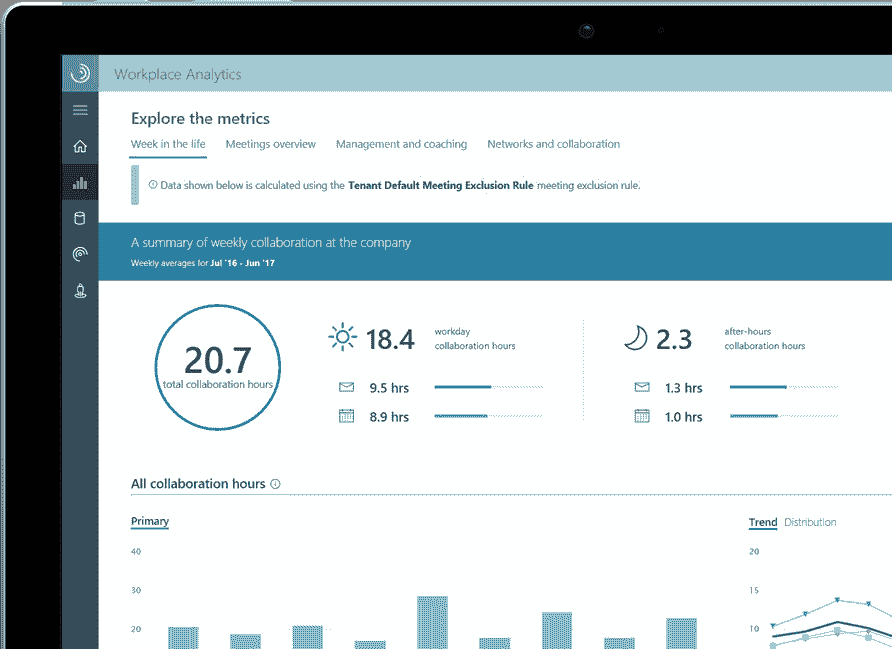 Workplace Analytics
Explore the metrics
Week in the life Meetings overview Management and coaching Networks and collaboration
Data shown below is calculated using the Tenant Default Meeting Exclusion Rule meeting exclusion rule.
A summary of weekly collaboration at the company
Weekly averages for Jul '16 - Jun '17
20.7
total collaboration hours
18.4
workday
collaboration hours
9.5 hrs
8.9 hrs
2.3
after-hours
collaboration hours
1.3 hrs
1.0 hrs
All collaboration hours
Primary
40
30
20
Trend Distribution
20
15
10